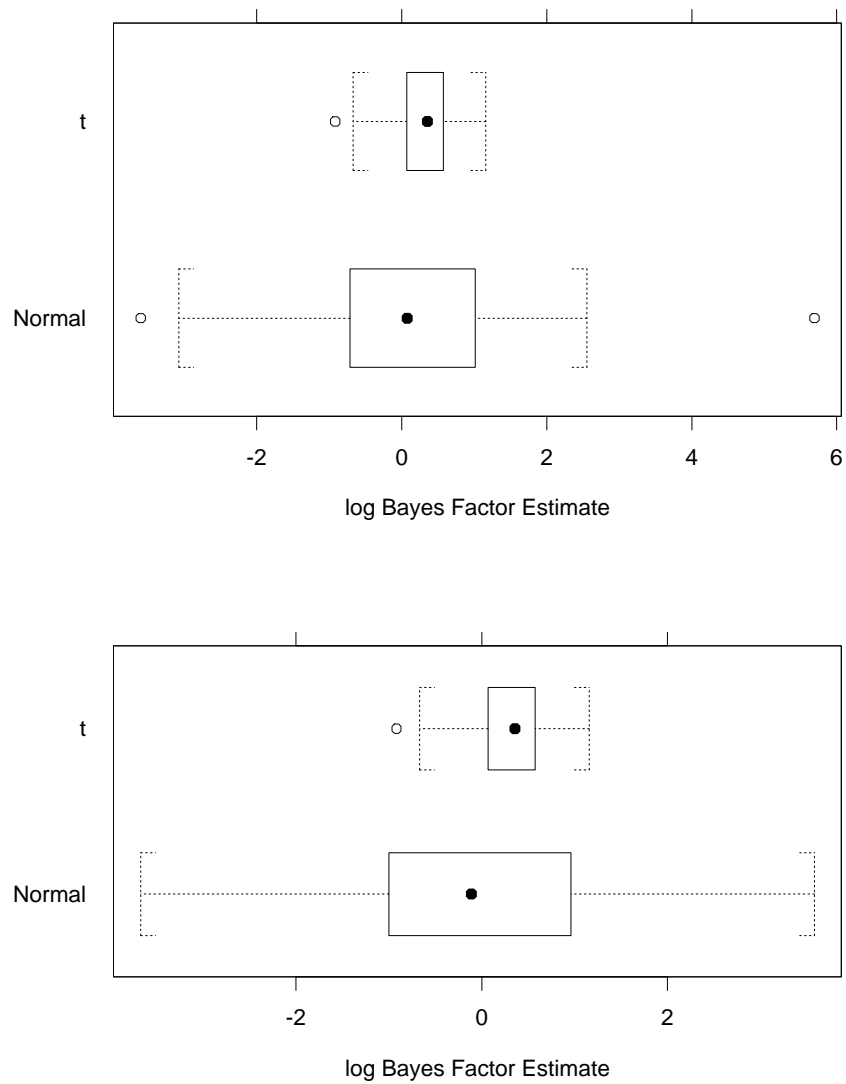 t
Normal
-2 0 2 4 6
log Bayes Factor Estimate
t
Normal
-2 0 2
log Bayes Factor Estimate